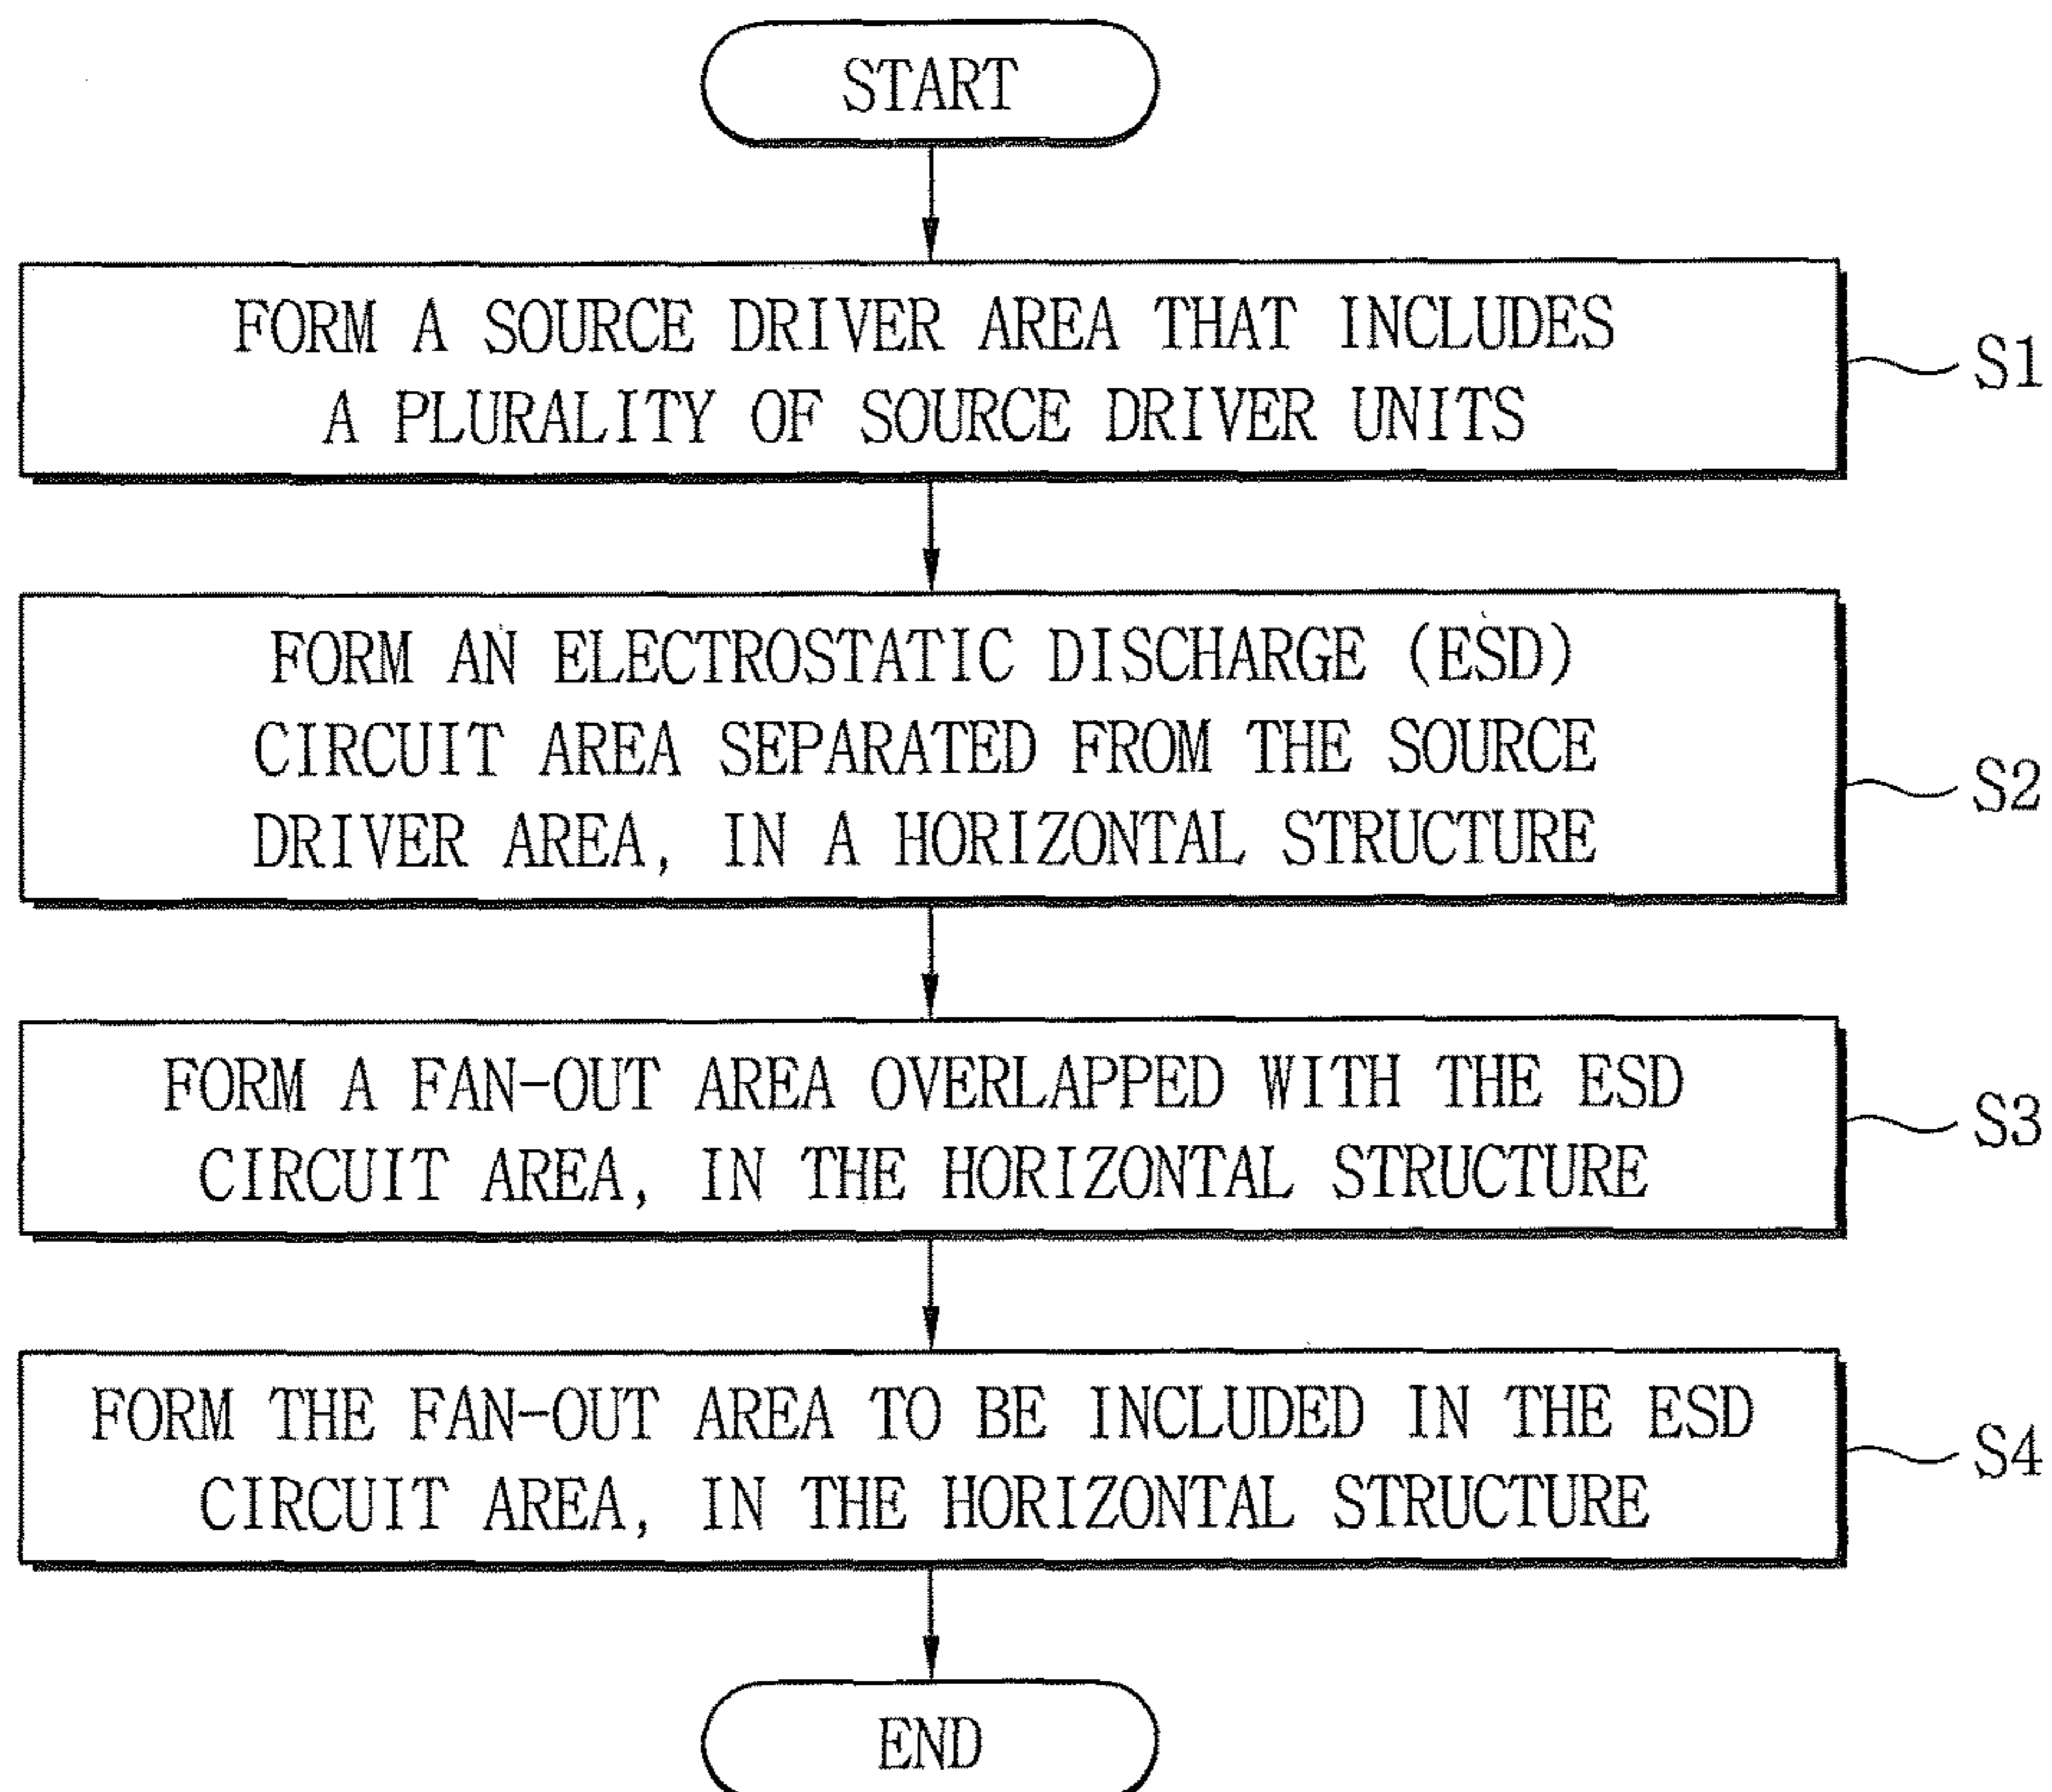 START
FORM A SOURCE DRIVER AREA THAT INCLUDES
A PLURALITY OF SOURCE DRIVER UNITS
S1
FORM AN ELECTROSTATIC DISCHARGE (ESD)
CIRCUIT AREA SEPARATED FROM THE SOURCE
DRIVER AREA, IN A HORIZONTAL STRUCTURE
S2
FORM A FAN-OUT AREA OVERLAPPED WITH THE ESD
CIRCUIT AREA, IN THE HORIZONTAL STRUCTURE
S3
FORM THE FAN-OUT AREA TO BE INCLUDED IN THE ESD
CIRCUIT AREA, IN THE HORIZONTAL STRUCTURE
S4
END